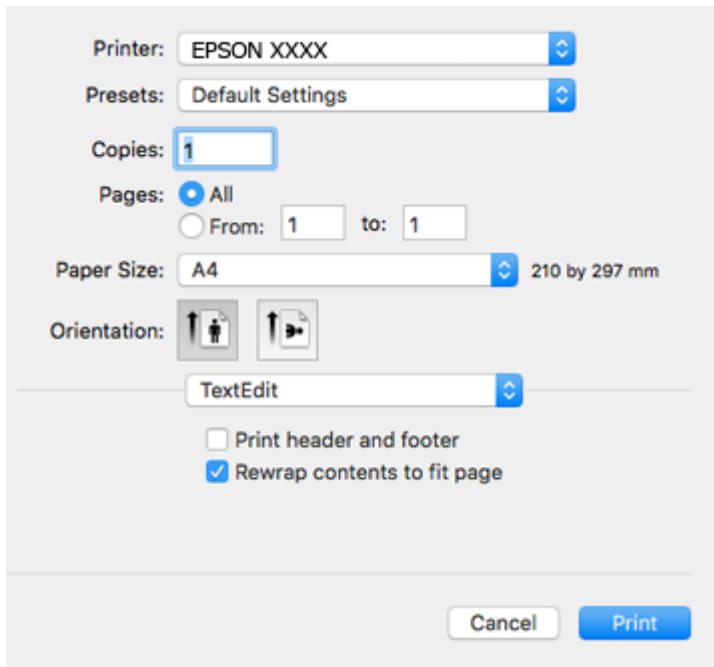 Printer: EPSON XXXX
Presets: Default Settings
Copies: 1
Pages: All
From: 1 to: 1
Paper Size: A4 210 by 297 mm
Orientation:
TextEdit
Print header and footer
Rewrap contents to fit page
Cancel Print